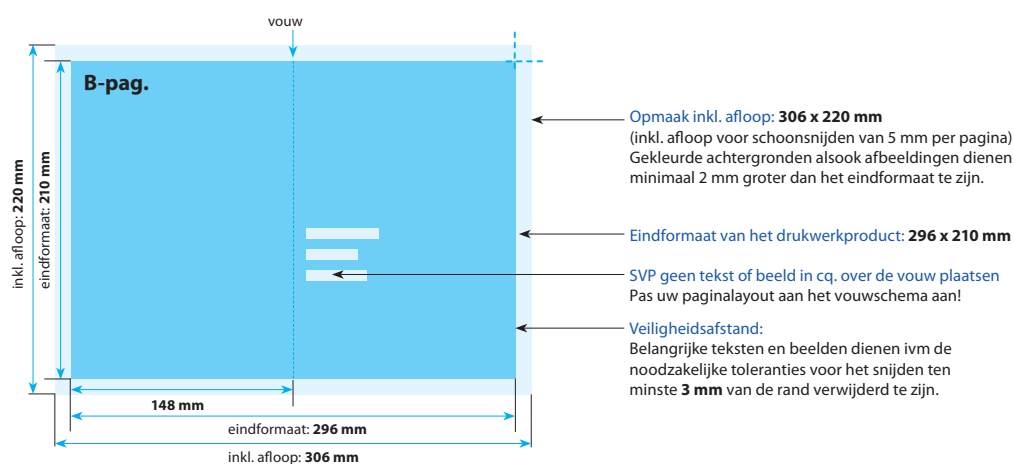 vouw
B-pag.
inkl. afloop: 220 mm
eindformaat: 210 mm
Opmaak inkl. afloop: 306 x 220 mm
(inkl. afloop voor schoonsnijden van 5 mm per pagina)
Gekleurde achtergronden alsook afbeeldingen dienen
minimaal 2 mm groter dan het eindformaat te zijn.
Eindformaat van het drukwerkproduct: 296 x 210 mm
SVP geen tekst of beeld in cq. over de vouw plaatsen
Pas uw paginalayout aan het vouwschema aan!
Veiligheidsafstand:
Belangrijke teksten en beelden dienen ivm de
noodzakelijke toleranties voor het snijden ten
minste 3 mm van de rand verwijderd te zijn.
148 mm
eindformaat: 296 mm
inkl. afloop: 306 mm